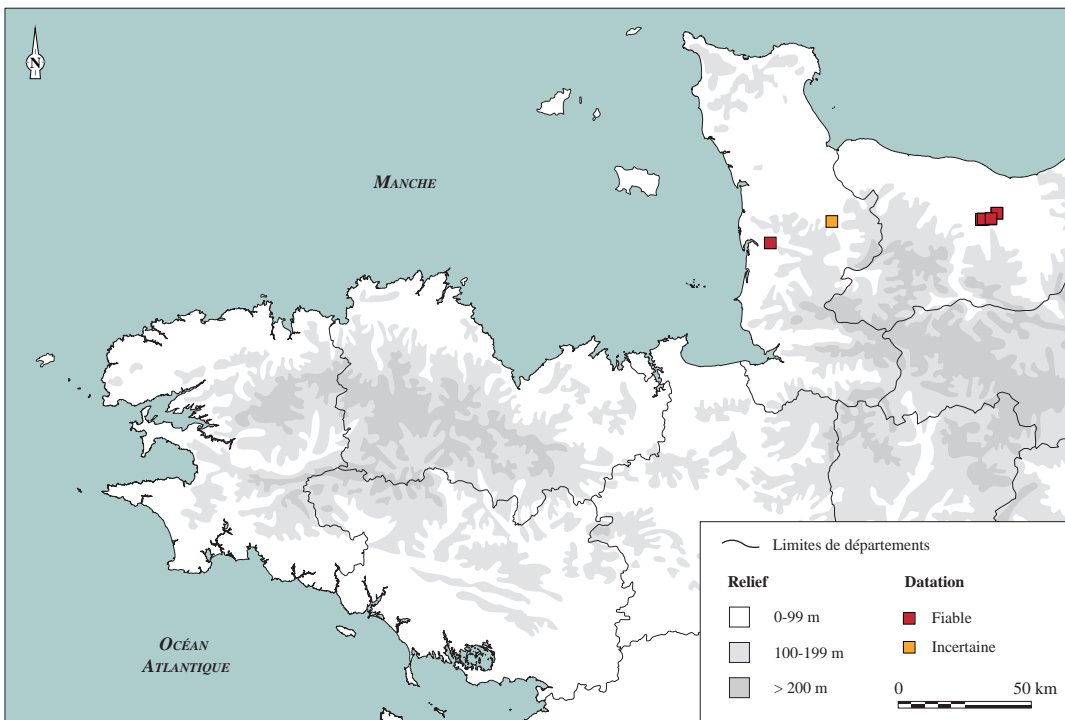 N
MANCHE
OCÉAN
ATLANTIQUE
Limites de départements
Relief
Datation
0-99 m
Fiable
100-199 m
Incertaine
> 200 m
0
50 km